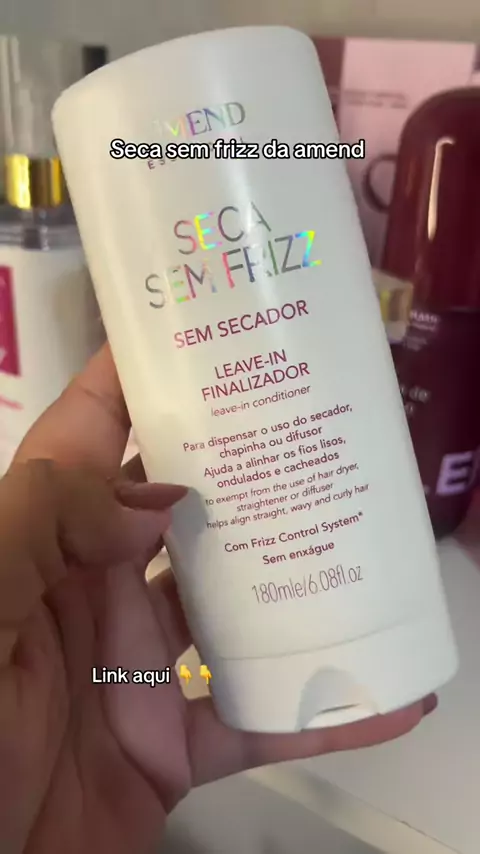 AMEND
Seca sem frizz da amend
SECA
SEM FRIZZ
SEM SECADOR
LEAVE-IN
FINALIZADOR
leave-in conditioner
Para dispensar o uso do secador,
chapinha ou difusor
Ajuda a alinhar os fios lisos,
ondulados e cacheados
to exempt from the use of hair dryer,
straightener or diffuser
helps align straight, wavy and curly hair
Com Frizz Control System*
Sem enxágue
180mle/6.08fl.oz
Link aqui 👇👇